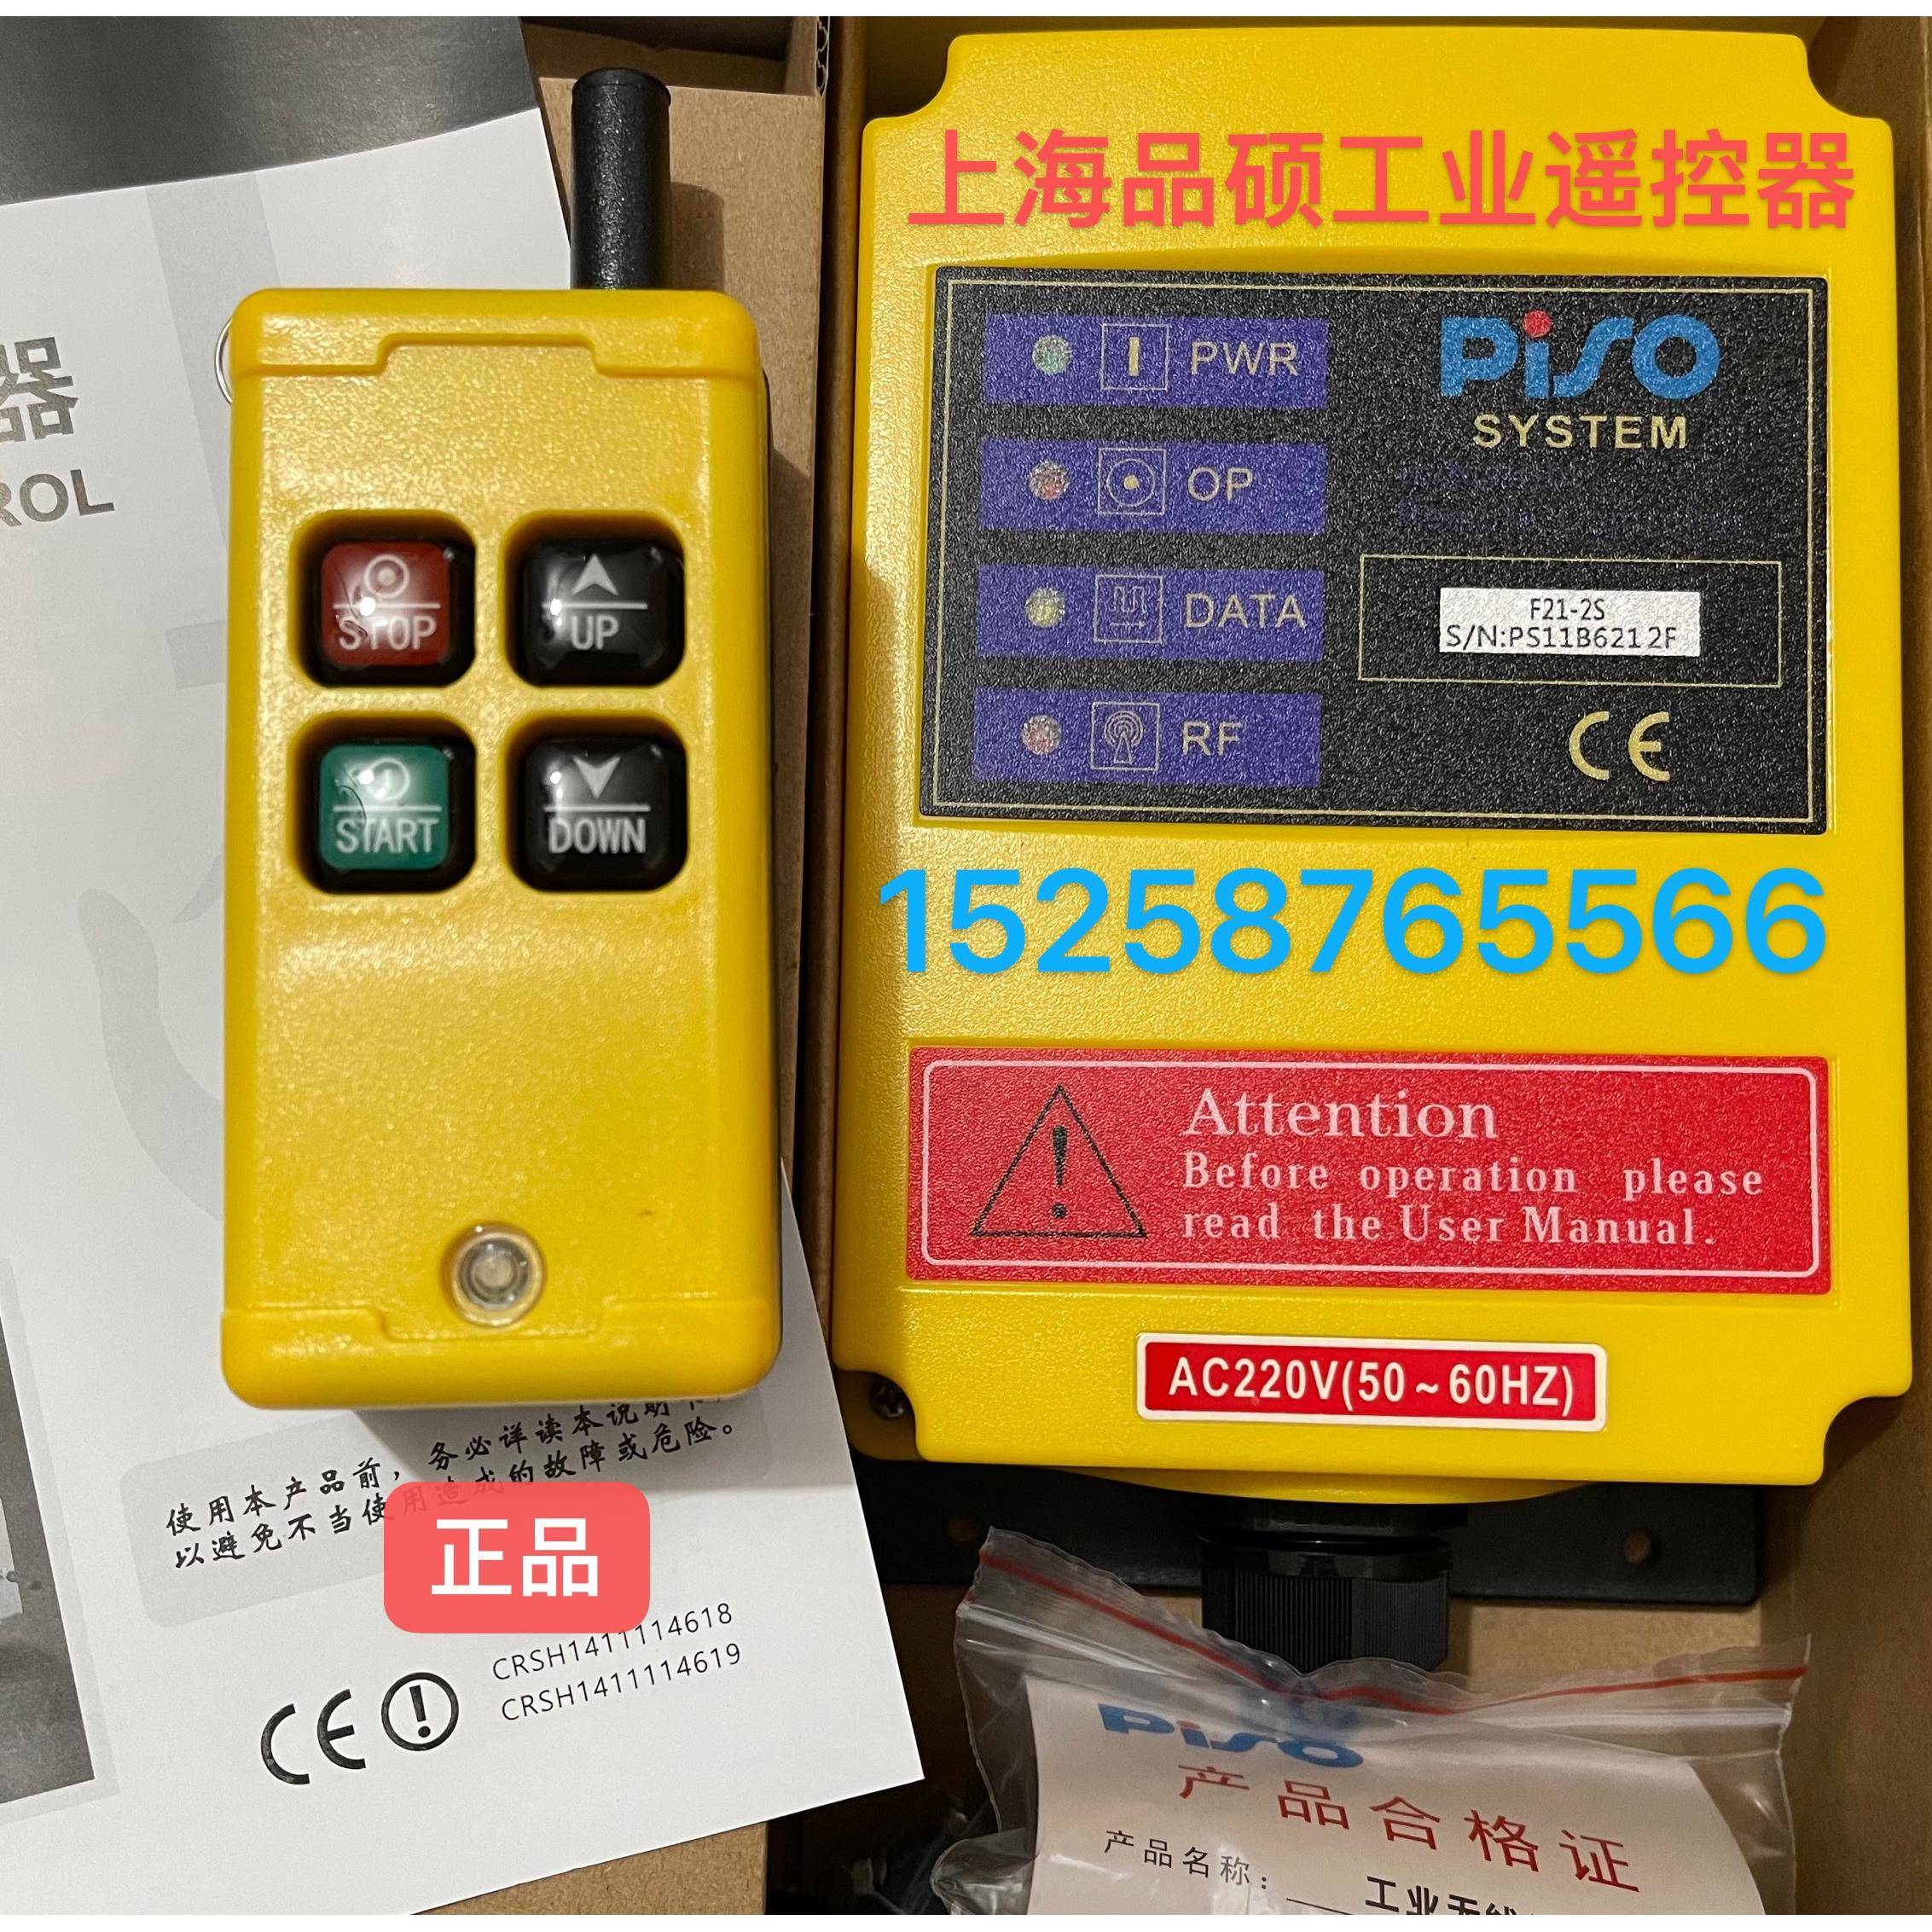 上海品硕工业遥控器
器
ROL
PWR
OP
DATA
RF
PiSO
SYSTEM
F21-2S
S/N:PS11B6212F
CE
STOP
UP
START
DOWN
15258765566
Attention
Before operation please
read the User Manual.
AC220V(50~60HZ)
使用本产品前，务必详读本说明
以避免不当使用造成的故障或危险。
正品
CE
CRSH1411114618
CRSH1411114619
PiSO
产品合格证
产品名称：工业无线